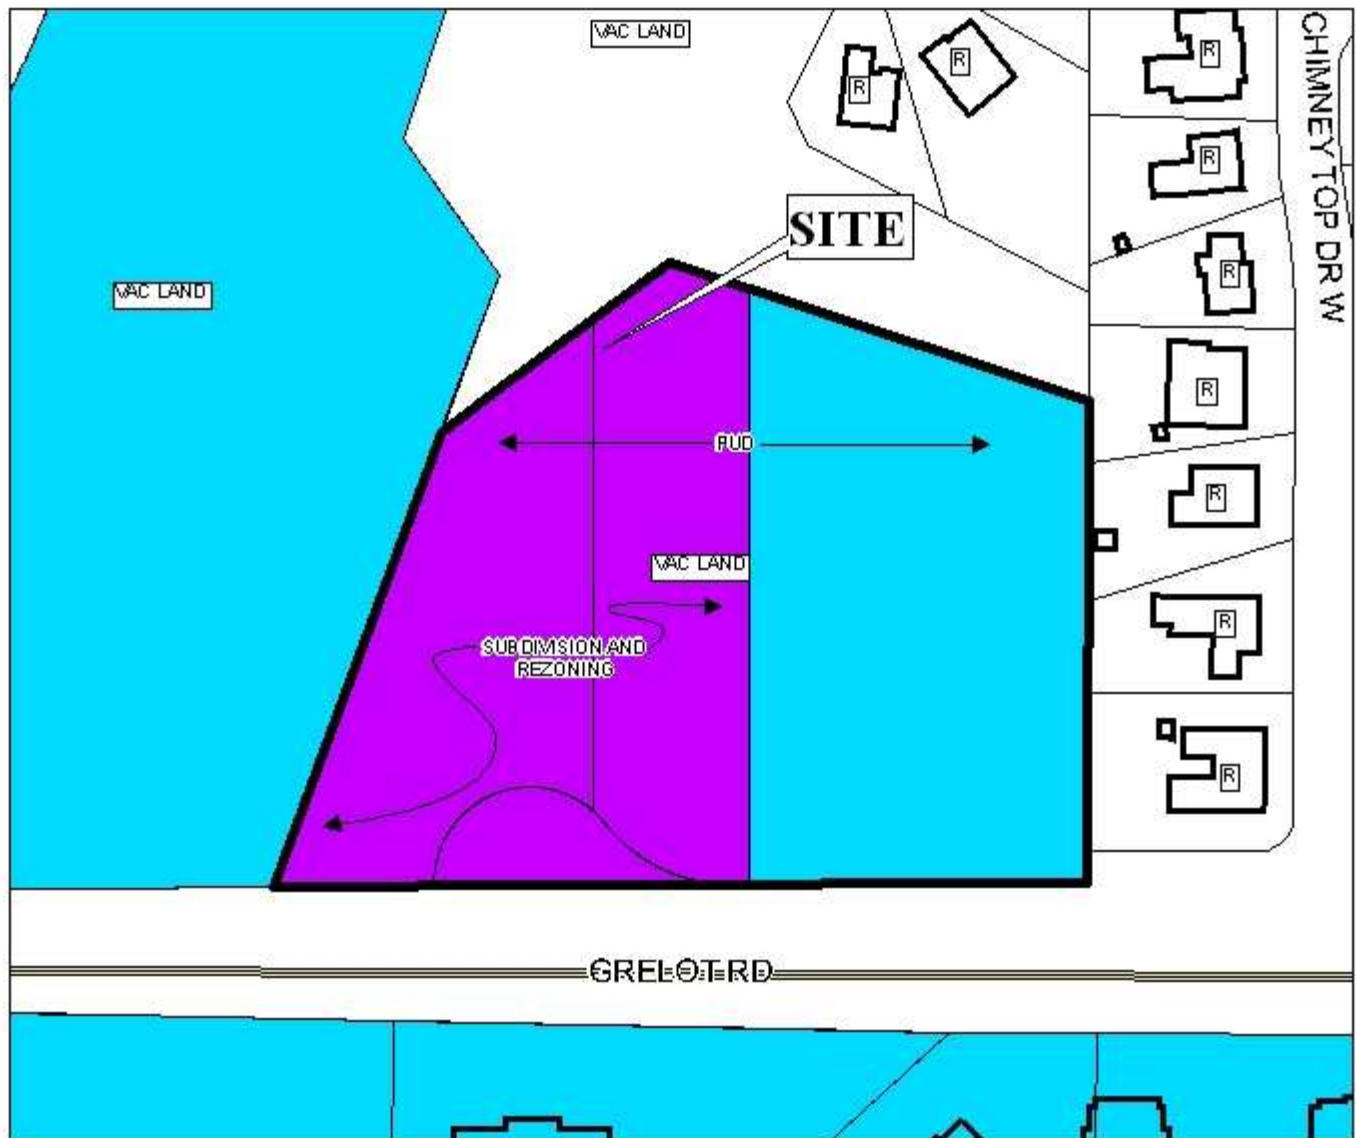 VAC LAND
R
R
R
CHIMNEY TOP DR W
R
SITE
R
VAC LAND
R
PUD
R
VAC LAND
R
SUBDIVISION AND
REZONING
R
GRELOT RD